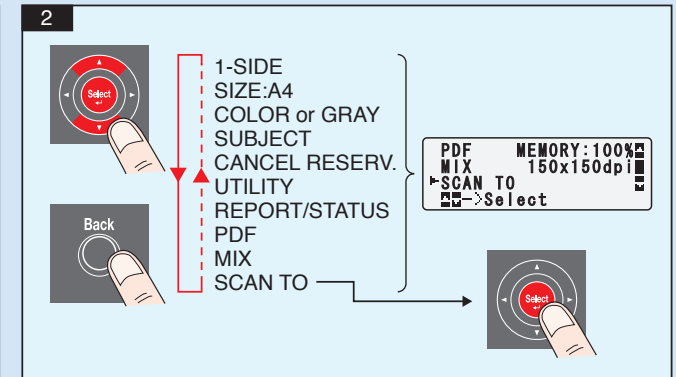 2
Select
1-SIDE
SIZE:A4
COLOR or GRAY
SUBJECT
CANCEL RESERV.
UTILITY
REPORT/STATUS
PDF
MIX
SCAN TO
Back
PDF MEMORY:100%
MIX 150x150dpi
SCAN TO
->Select
Select